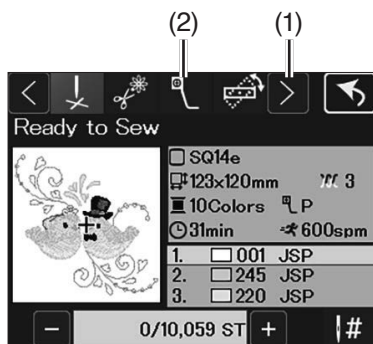 (2) (1)
Ready to Sew
SQ14e
123x120mm 3
10Colors P
31min 600spm
1. 001 JSP
2. 245 JSP
3. 220 JSP
− 0/10,059 ST + #